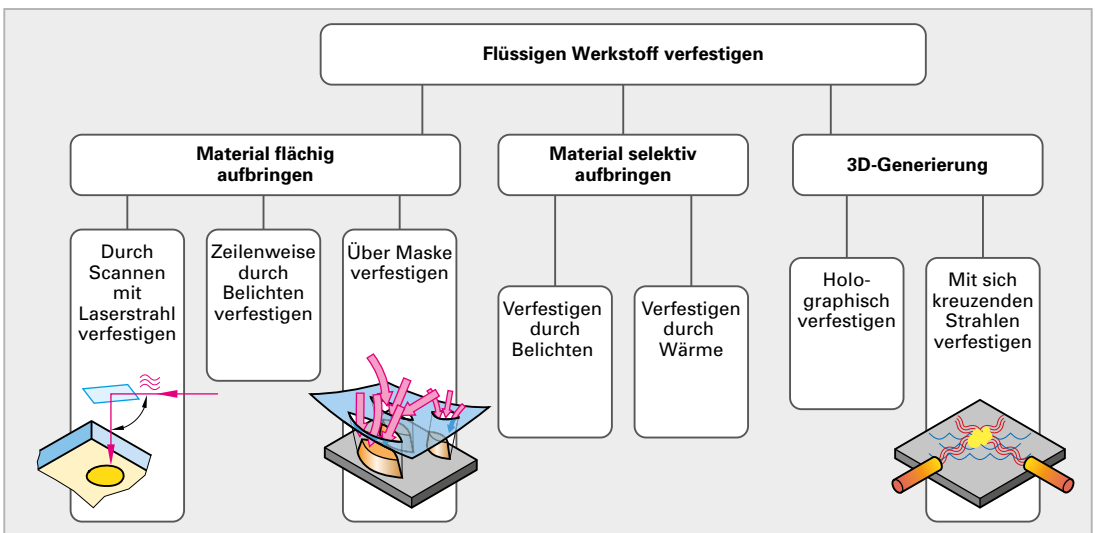 Flüssigen Werkstoff verfestigen
Material flächig
aufbringen
Material selektiv
aufbringen
3D-Generierung
Durch
Scannen
mit
Laserstrahl
verfestigen
Zeilenweise
durch
Belichten
verfestigen
Über Maske
verfestigen
Verfestigen
durch
Belichten
Verfestigen
durch
Wärme
Holo-
graphisch
verfestigen
Mit sich
kreuzenden
Strahlen
verfestigen